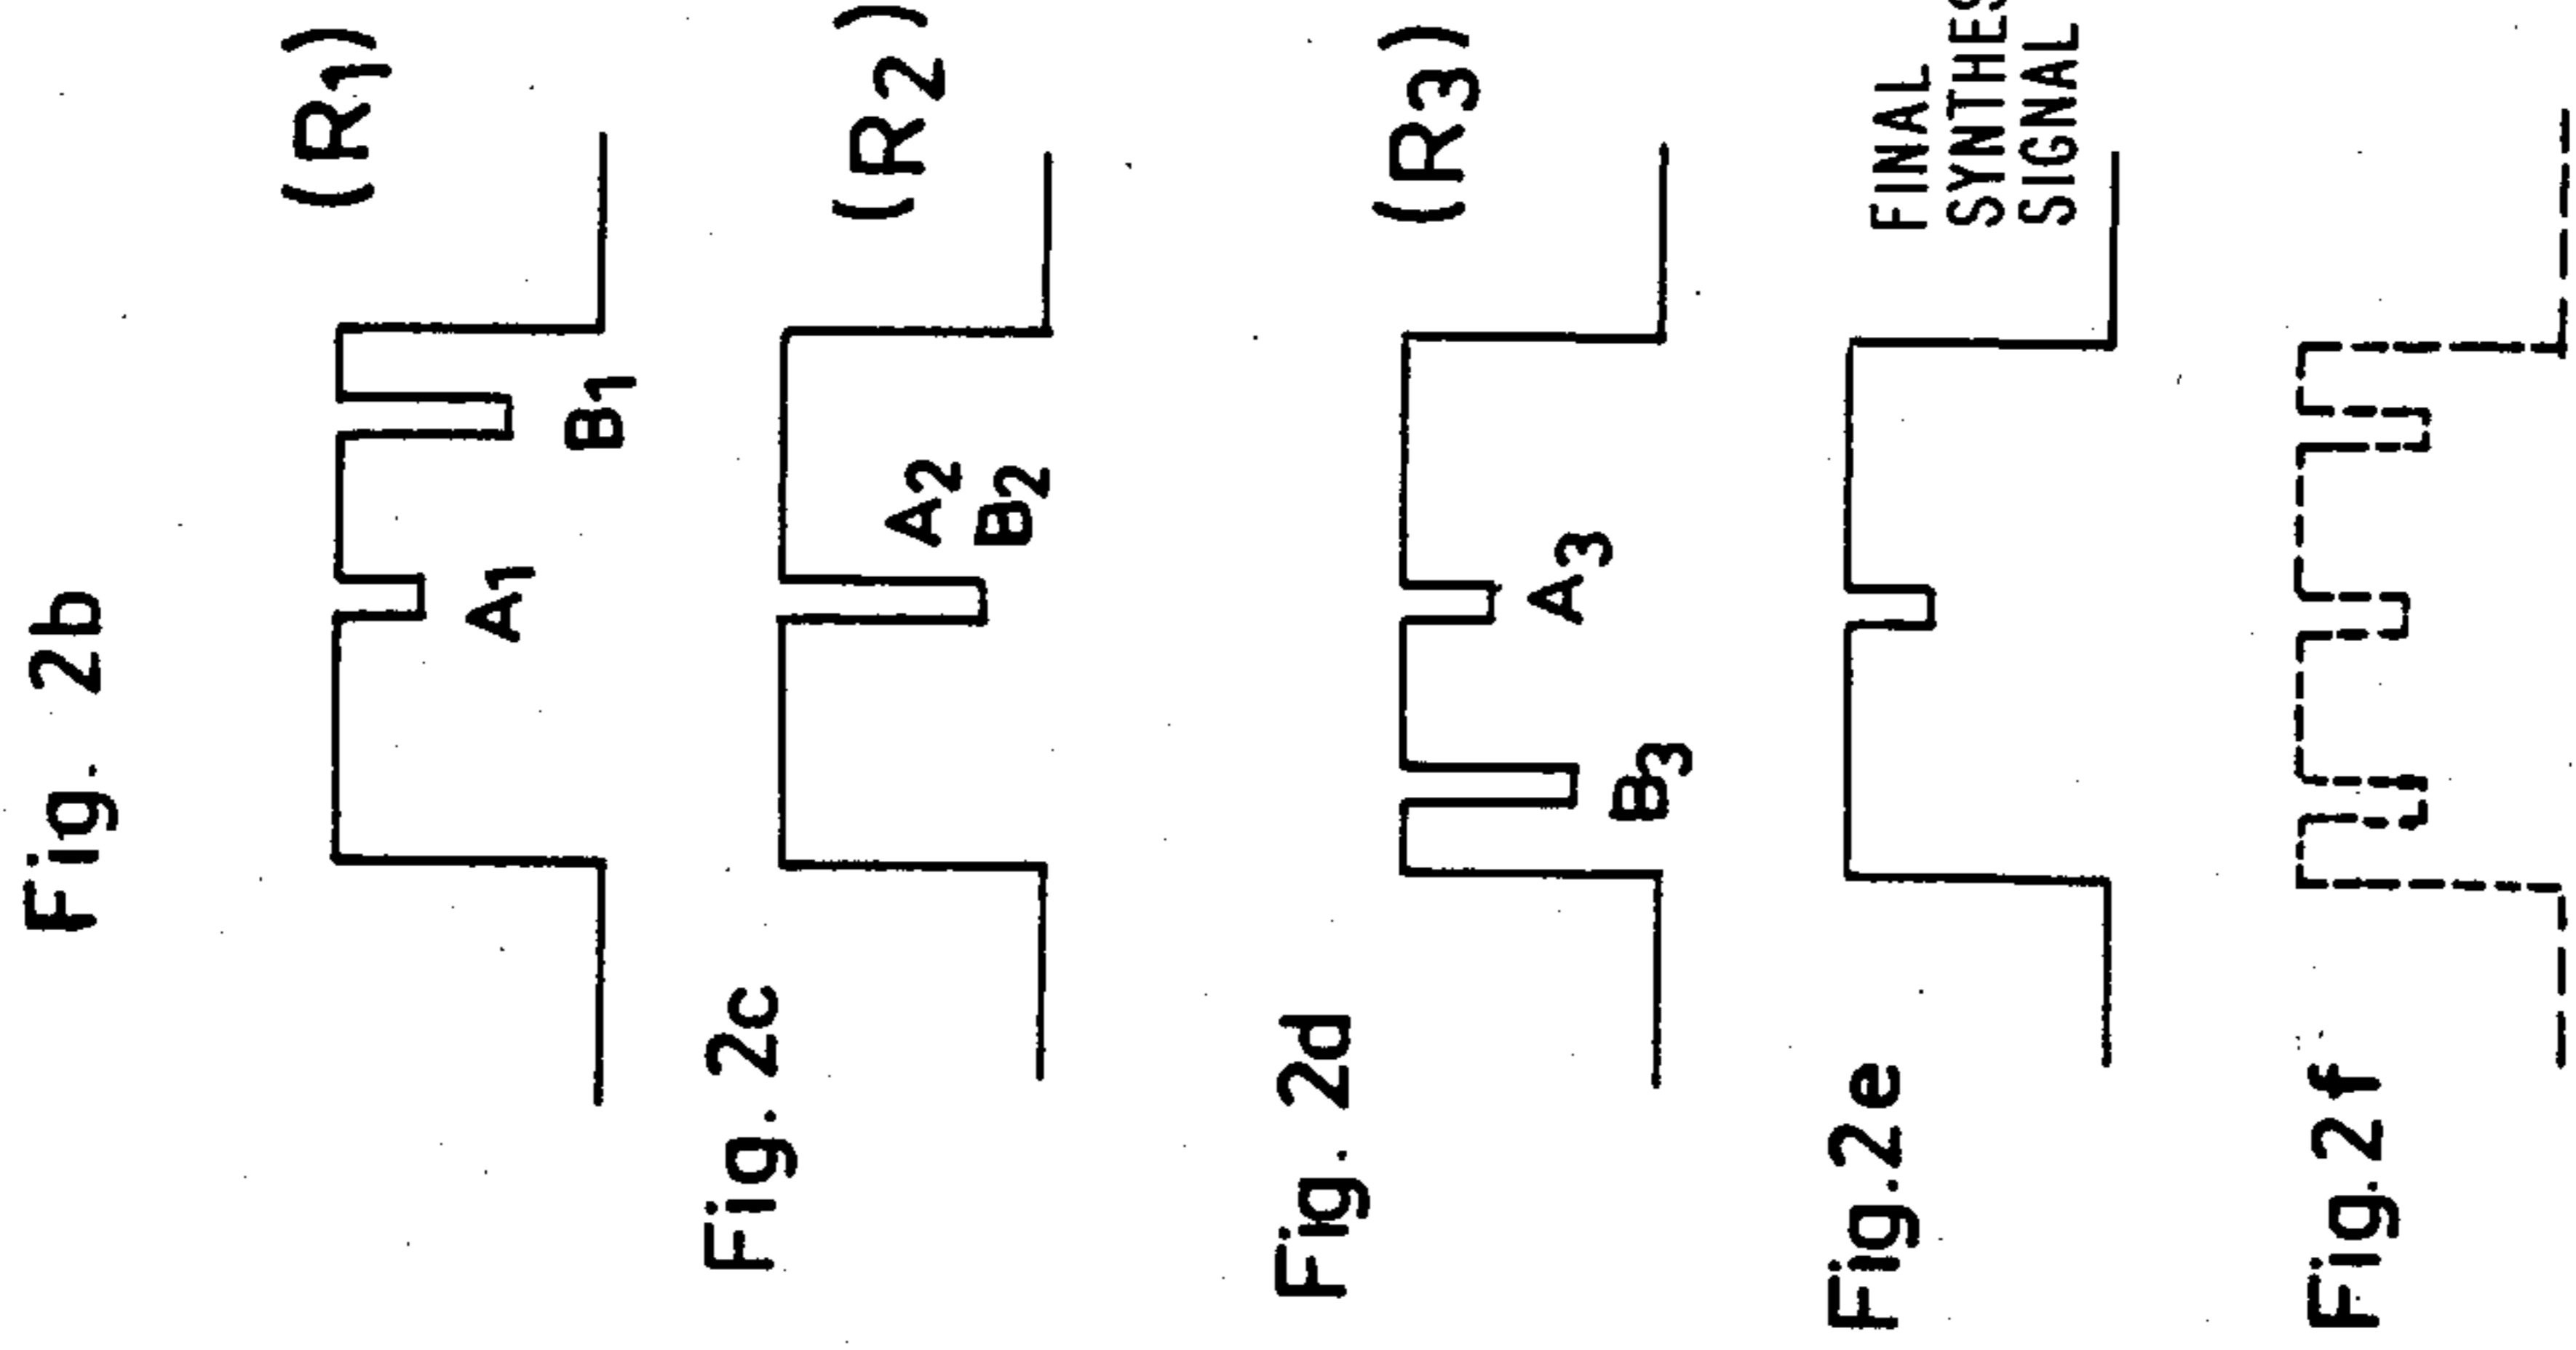 Fig. 2b
(R1)
A1
B1
Fig. 2c
(R2)
A2
B2
Fig. 2d
(R3)
B3
A3
Fig. 2e
FINAL
SIGNAL
Fig. 2f